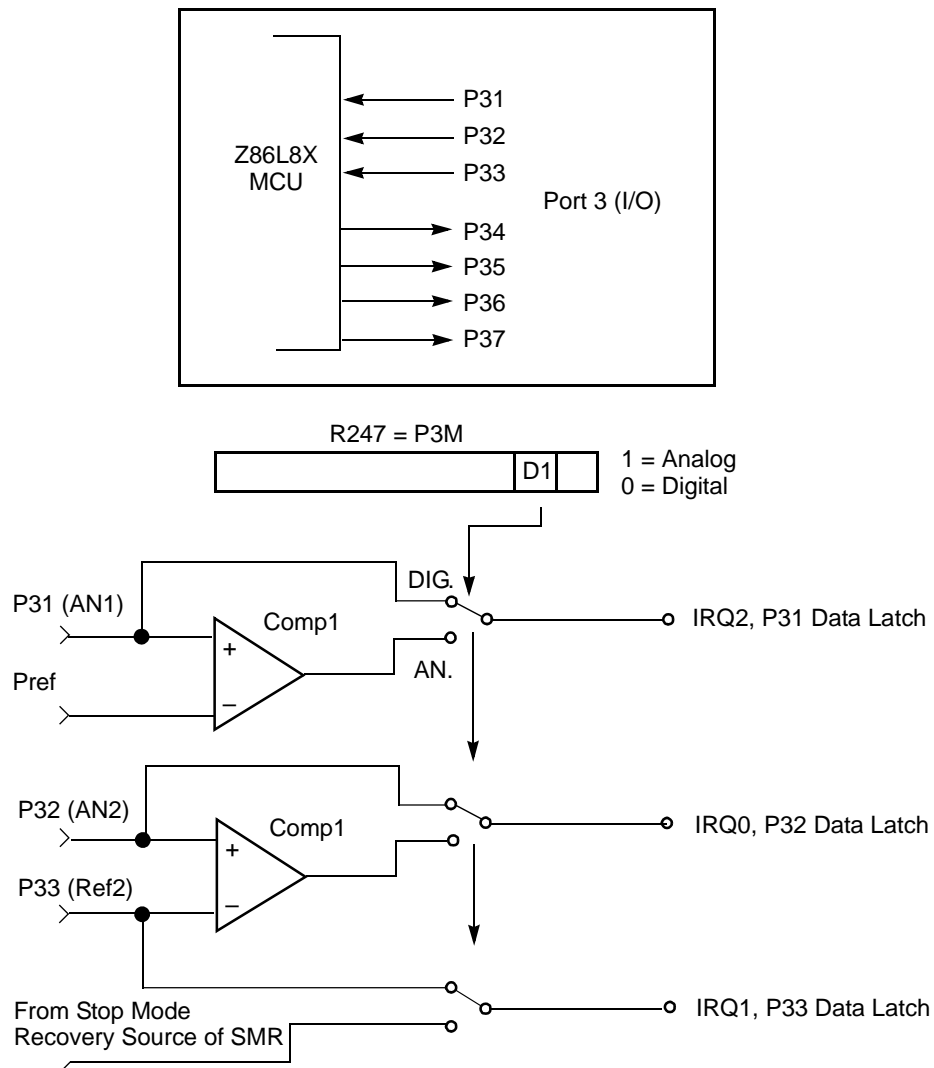 P31
P32
Z86L8X
MCU
P33
Port 3 (I/O)
P34
P35
P36
P37
R247 = P3M
D1
1 = Analog
0 = Digital
DIG.
P31 (AN1)
Comp1
IRQ2, P31 Data Latch
+
AN.
Pref
–
P32 (AN2)
Comp1
IRQ0, P32 Data Latch
+
P33 (Ref2)
–
From Stop Mode
Recovery Source of SMR
IRQ1, P33 Data Latch